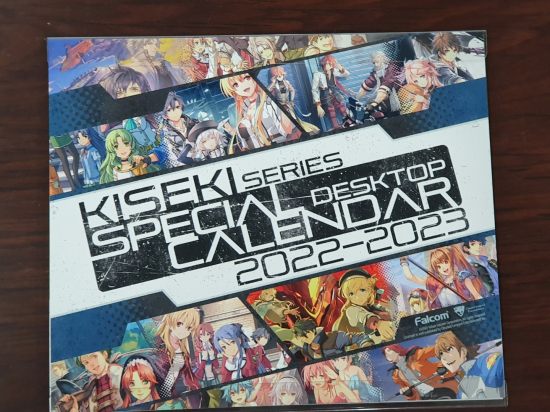 KISEKI SERIES
SPECIAL DESKTOP
CALENDAR
2022-2023
Falcom